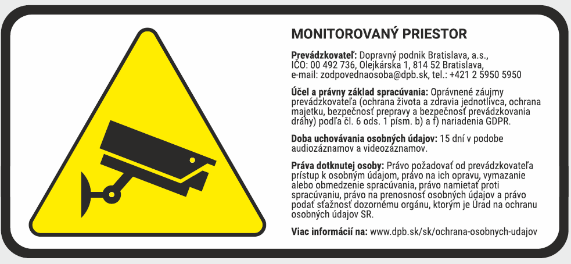 MONITOROVANÝ PRIESTOR
Prevádzkovateľ: Dopravný podnik Bratislava, a.s.,
IČO: 00 492 736, Olejkárska 1, 814 52 Bratislava,
e-mail: zodpovednaosoba@dpb.sk, tel.: +421 2 5950 5950
Účel a právny základ spracúvania: Oprávnené záujmy
prevádzkovateľa (ochrana života a zdravia jednotlivca, ochrana
majetku, bezpečnosť prepravy a bezpečnosť prevádzkovania
dráhy) podľa čl. 6 ods. 1 písm. b) a f) nariadenia GDPR.
Doba uchovávania osobných údajov: 15 dní v podobe
audiozáznamov a videozáznamov.
Práva dotknutej osoby: Právo požadovať od prevádzkovateľa
prístup k osobným údajom, právo na ich opravu, vymazanie
alebo obmedzenie spracúvania, právo namietať proti
spracúvaniu, právo na prenosnosť osobných údajov a právo
podať sťažnosť dozornému orgánu, ktorým je Úrad na ochranu
osobných údajov SR.
Viac informácií na: www.dpb.sk/sk/ochrana-osobnych-udajov